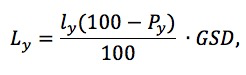 L_y = \frac{l_y(100 - P_y)}{100} \cdot GSD,